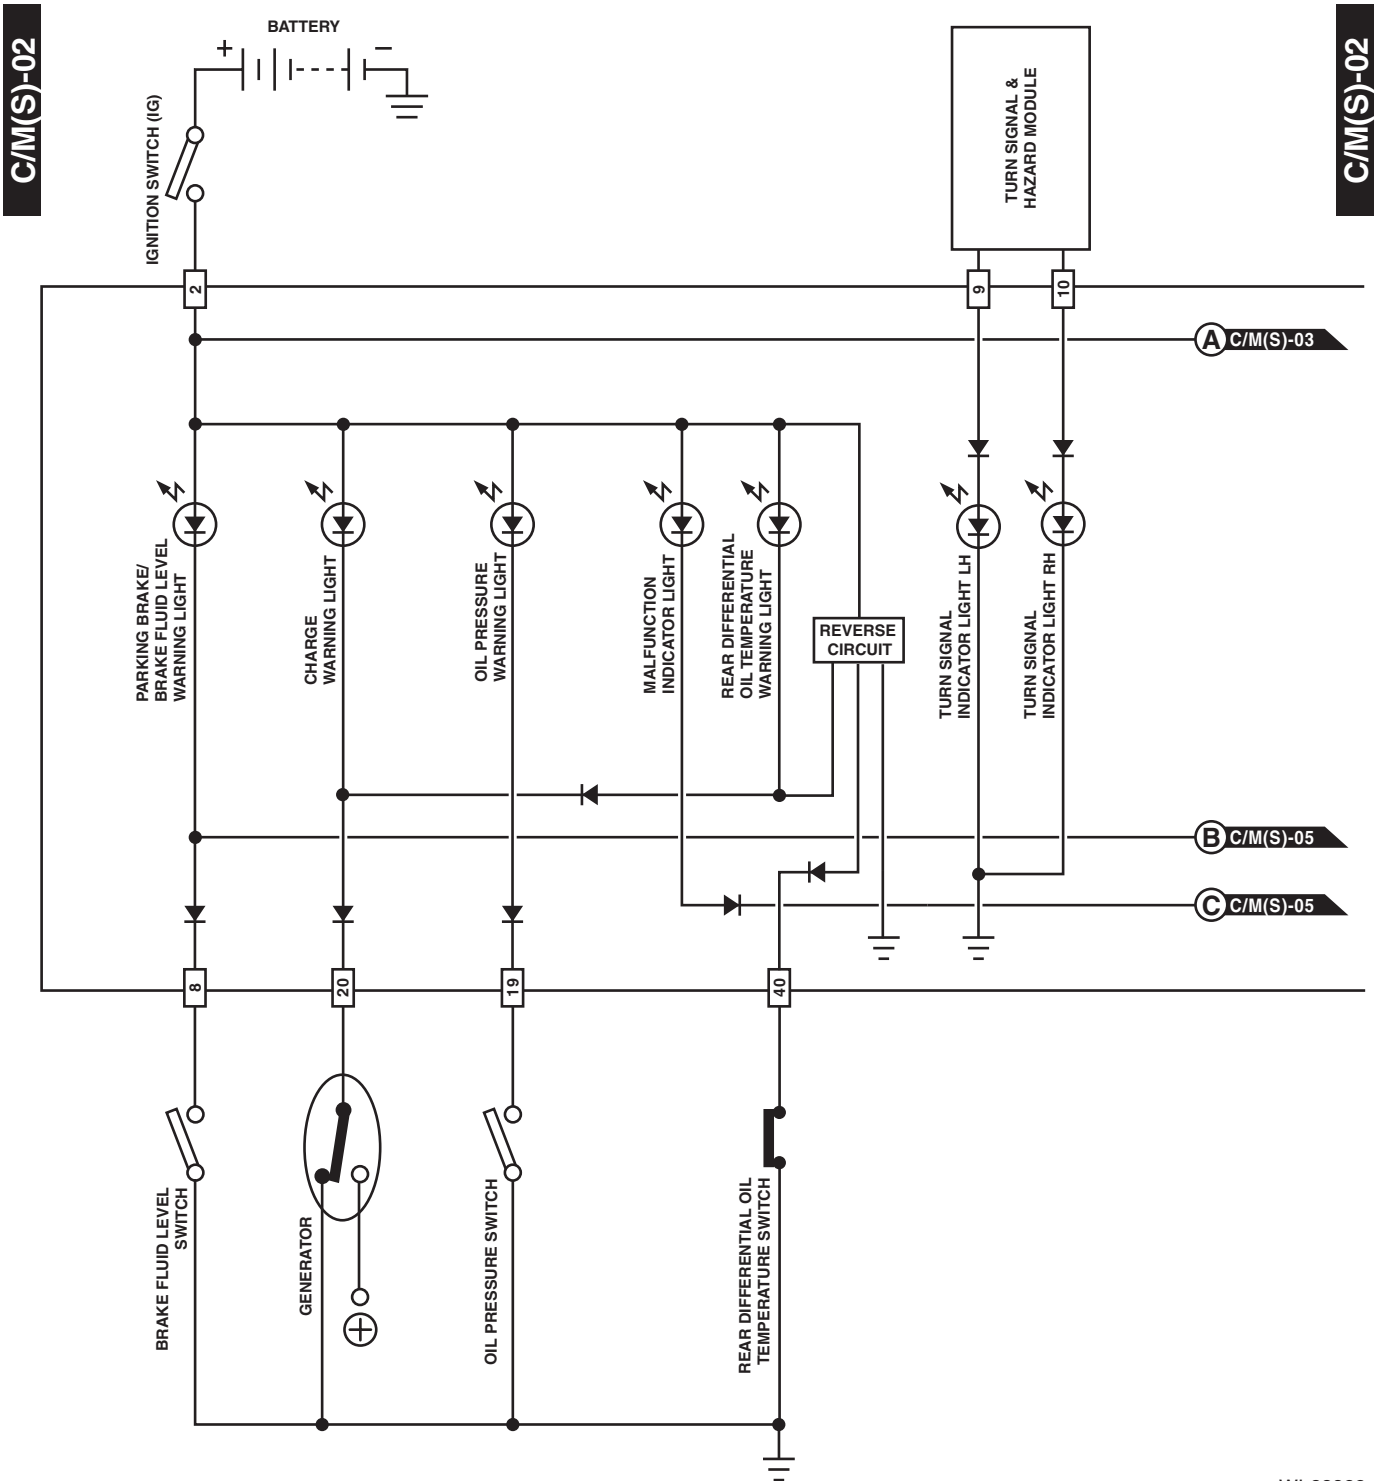 C/M(S)-02
C/M(S)-02
BATTERY
+
−
IGNITION SWITCH (IG)
TURN SIGNAL &
HAZARD MODULE
2
9
10
A C/M(S)-03
PARKING BRAKE/
BRAKE FLUID LEVEL
WARNING LIGHT
CHARGE
WARNING LIGHT
OIL PRESSURE
WARNING LIGHT
MALFUNCTION
INDICATOR LIGHT
REAR DIFFERENTIAL
OIL TEMPERATURE
WARNING LIGHT
REVERSE
CIRCUIT
TURN SIGNAL
INDICATOR LIGHT LH
TURN SIGNAL
INDICATOR LIGHT RH
B C/M(S)-05
C C/M(S)-05
8
20
19
40
BRAKE FLUID LEVEL
SWITCH
GENERATOR
+
OIL PRESSURE SWITCH
REAR DIFFERENTIAL OIL
TEMPERATURE SWITCH